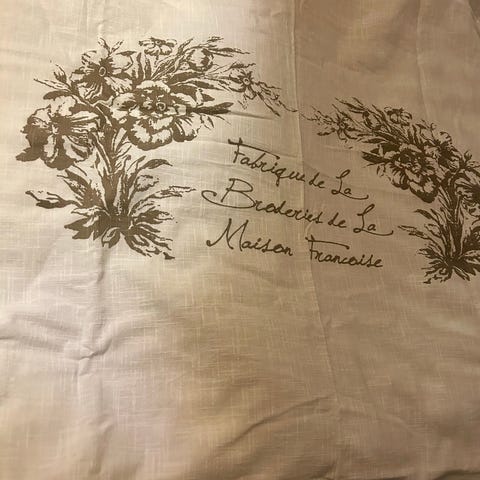 Fabrique de La
Broderies de La
Maison Francoise